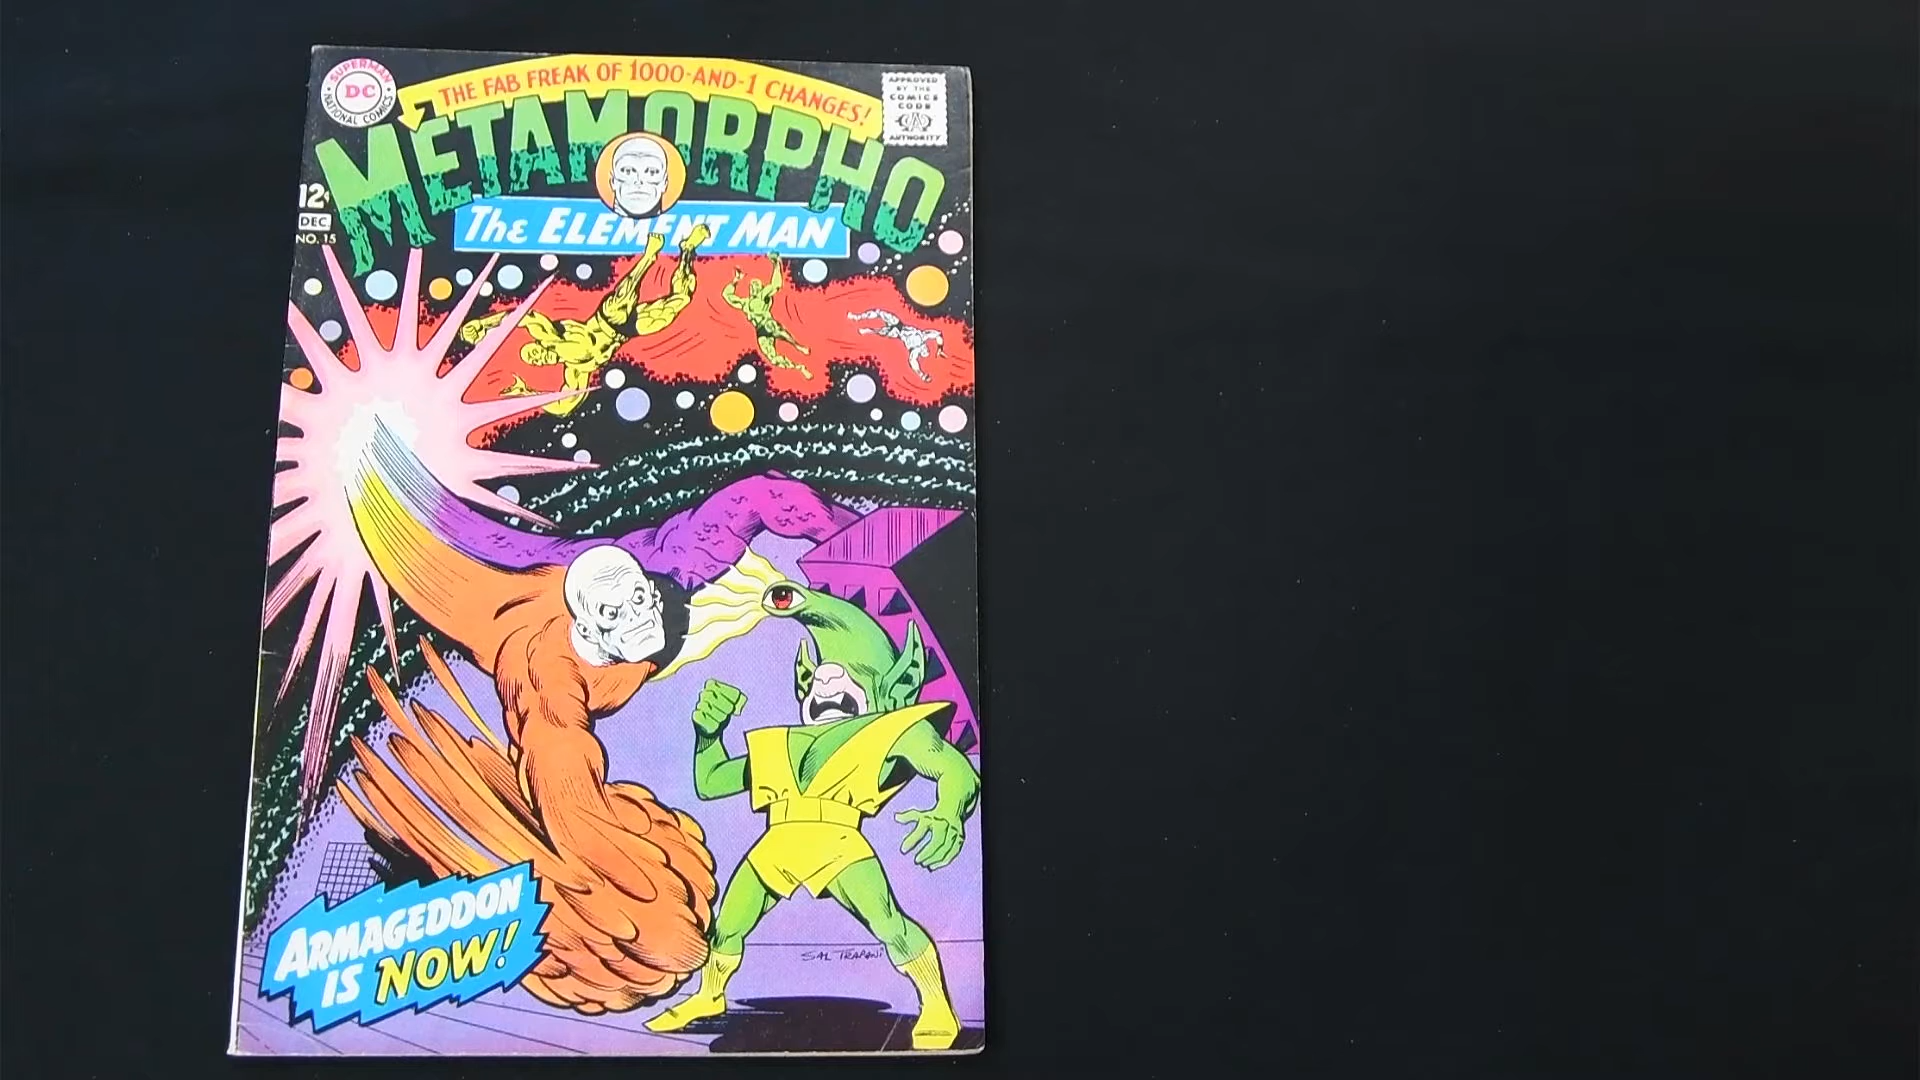 SUPERMAN
DC
NATIONAL COMICS
THE FAB FREAK OF 1000-AND-1 CHANGES!
APPROVED
BY THE
COMICS
CODE
CA
AUTHORITY
METAMORPHO
12¢
DEC.
NO. 15
THE ELEMENT MAN
ARMAGEDDON
IS NOW!
SAL TRAPANI